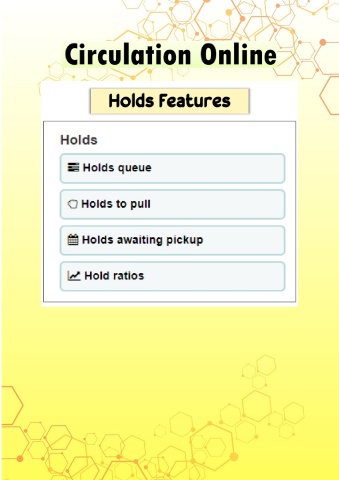 Circulation Online
Holds Features
Holds
Holds queue
Holds to pull
Holds awaiting pickup
Hold ratios